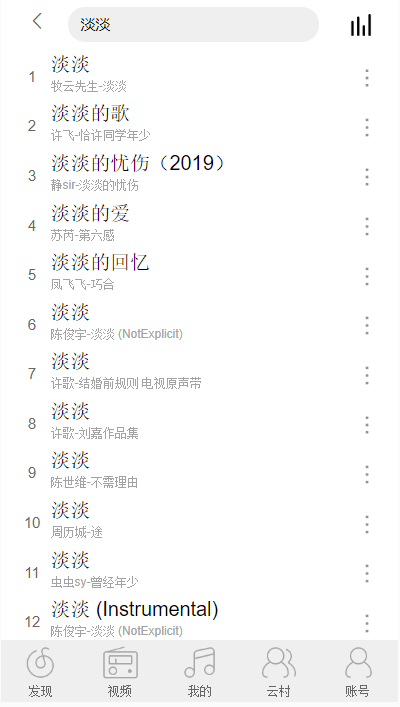 淡淡
1
淡淡
牧云先生-淡淡
2
淡淡的歌
许飞-恰许同学年少
3
淡淡的忧伤（2019）
静sir-淡淡的忧伤
4
淡淡的爱
苏芮-第六感
5
淡淡的回忆
凤飞飞-巧合
6
淡淡
陈俊宇-淡淡 (NotExplicit)
7
淡淡
许歌-结婚前规则 电视原声带
8
淡淡
许歌-刘嘉作品集
9
淡淡
陈世维-不需理由
10
淡淡
周历城-途
11
淡淡
虫虫sy-曾经年少
12
淡淡 (Instrumental)
陈俊宇-淡淡 (NotExplicit)
发现 视频 我的 云村 账号